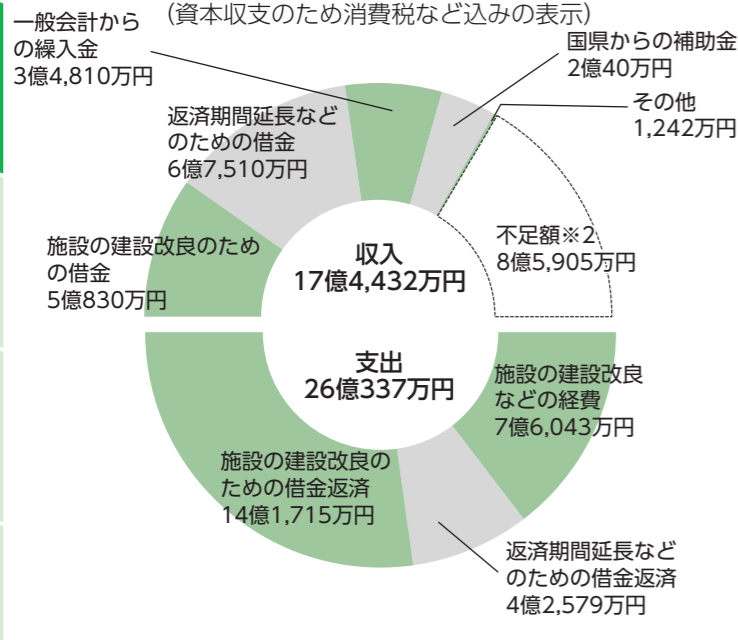 (資本収支のため消費税など込みの表示)
一般会計から
の繰入金
3億4,810万円
国県からの補助金
2億40万円
その他
1,242万円
返済期間延長など
のための借金
6億7,510万円
施設の建設改良のため
の借金
5億830万円
収入
17億4,432万円
不足額※2
8億5,905万円
支出
26億337万円
施設の建設改良
などの経費
7億6,043万円
施設の建設改良の
ための借金返済
14億1,715万円
返済期間延長など
のための借金返済
4億2,579万円